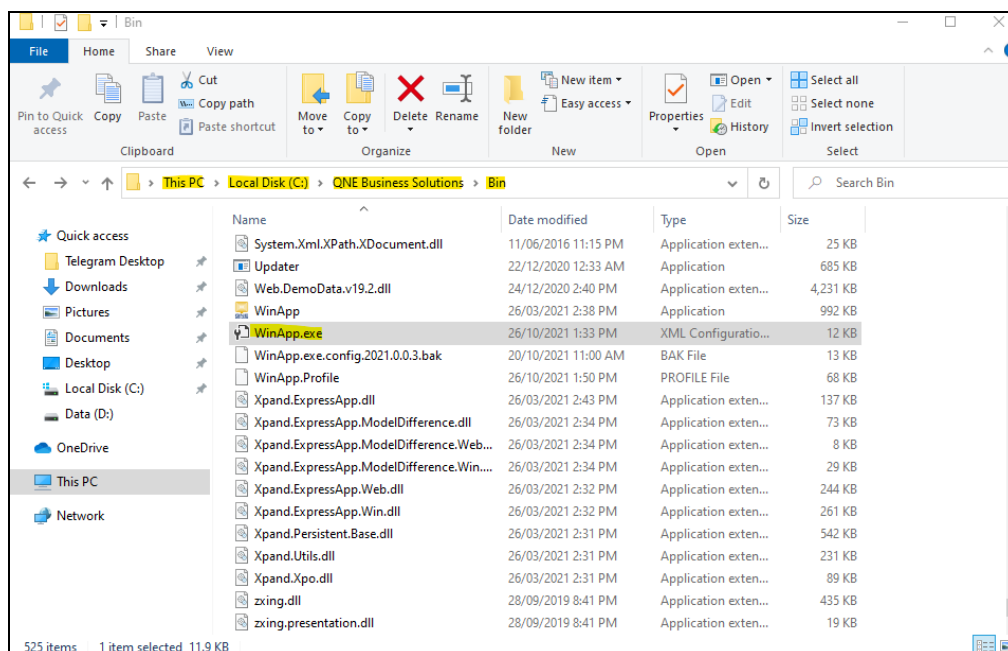 Bin
File Home Share View
Pin to Quick access
Copy
Paste
Cut
Copy path
Paste shortcut
Clipboard
Move to
Copy to
Delete
Rename
Organize
New folder
New item
Easy access
New
Properties
Open
Edit
History
Open
Select all
Select none
Invert selection
Select
This PC > Local Disk (C:) > QNE Business Solutions > Bin
Search Bin
Quick access
Telegram Desktop
Downloads
Pictures
Documents
Desktop
Local Disk (C:)
Data (D:)
OneDrive
This PC
Network
Name Date modified Type Size
System.Xml.XPath.XDocument.dll 11/06/2016 11:15 PM Application exten... 25 KB
Updater 22/12/2020 12:33 AM Application 685 KB
Web.DemoData.v19.2.dll 24/12/2020 2:40 PM Application exten... 4,231 KB
WinApp 26/03/2021 2:38 PM Application 992 KB
WinApp.exe 26/10/2021 1:33 PM XML Configuratio... 12 KB
WinApp.exe.config.2021.0.0.3.bak 20/10/2021 11:00 AM BAK File 13 KB
WinApp.Profile 26/10/2021 1:50 PM PROFILE File 68 KB
Xpand.ExpressApp.dll 26/03/2021 2:43 PM Application exten... 137 KB
Xpand.ExpressApp.ModelDifference.dll 26/03/2021 2:34 PM Application exten... 73 KB
Xpand.ExpressApp.ModelDifference.Web... 26/03/2021 2:34 PM Application exten... 8 KB
Xpand.ExpressApp.ModelDifference.Win.... 26/03/2021 2:34 PM Application exten... 29 KB
Xpand.ExpressApp.Web.dll 26/03/2021 2:32 PM Application exten... 244 KB
Xpand.ExpressApp.Win.dll 26/03/2021 2:32 PM Application exten... 261 KB
Xpand.Persistent.Base.dll 26/03/2021 2:31 PM Application exten... 542 KB
Xpand.Utils.dll 26/03/2021 2:31 PM Application exten... 231 KB
Xpand.Xpo.dll 26/03/2021 2:31 PM Application exten... 89 KB
zxing.dll 28/09/2019 8:41 PM Application exten... 435 KB
zxing.presentation.dll 28/09/2019 8:41 PM Application exten... 19 KB
525 items 1 item selected 11.9 KB